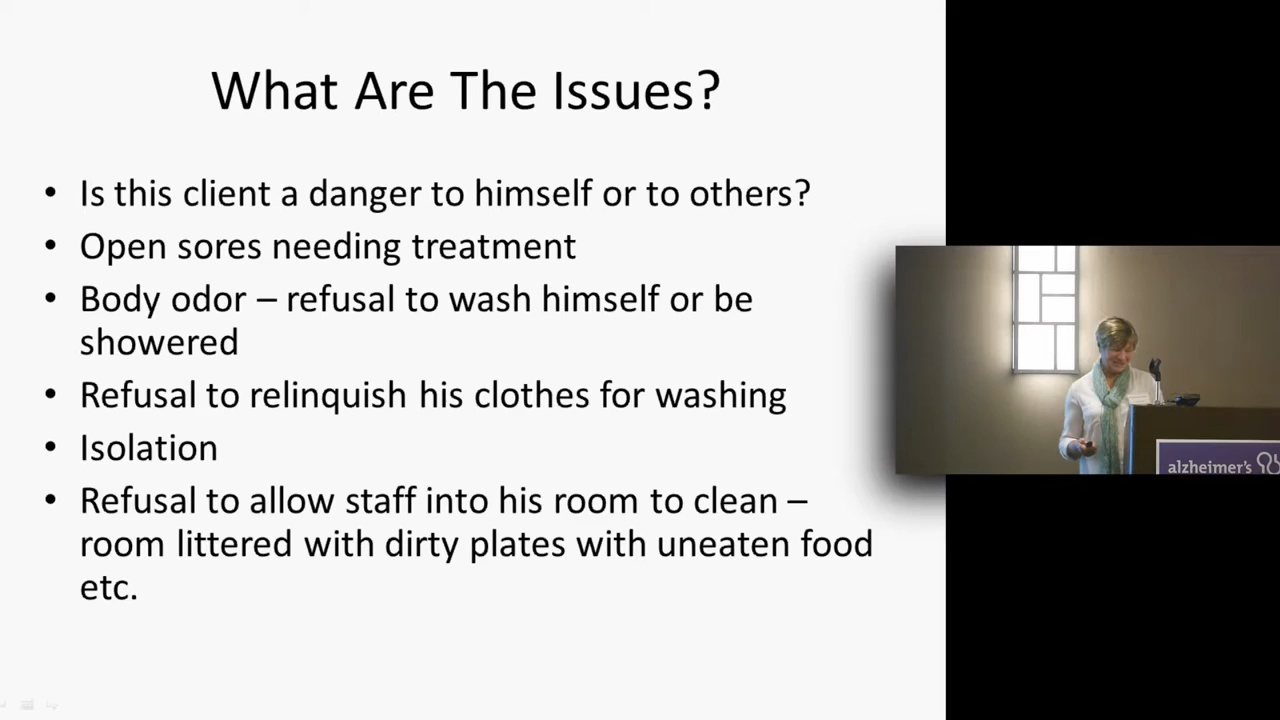 What Are The Issues?
• Is this client a danger to himself or to others?
• Open sores needing treatment
• Body odor – refusal to wash himself or be
showered
• Refusal to relinquish his clothes for washing
• Isolation
• Refusal to allow staff into his room to clean –
room littered with dirty plates with uneaten food
etc.
alzheimer's